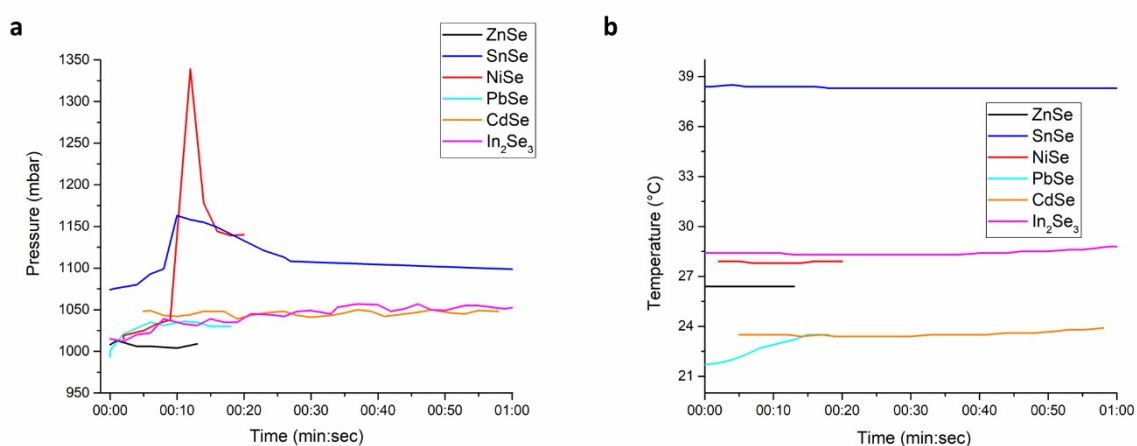 a
ZnSe
SnSe
NiSe
PbSe
CdSe
In₂Se₃
1350
1300
1250
1200
1150
1100
1050
1000
950
Pressure (mbar)
00:00 00:10 00:20 00:30 00:40 00:50 01:00
Time (min:sec)
b
39
36
33
30
27
24
21
Temperature (°C)
ZnSe
SnSe
NiSe
PbSe
CdSe
In₂Se₃
00:00 00:10 00:20 00:30 00:40 00:50 01:00
Time (min:sec)